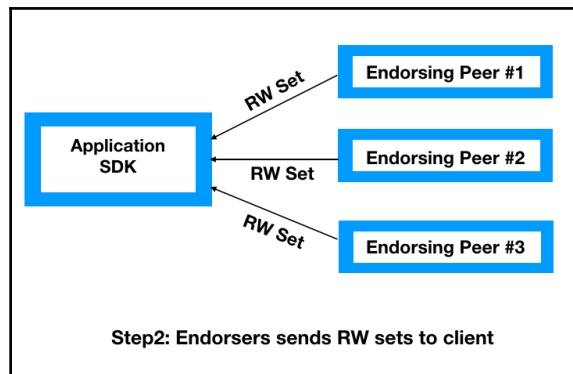 Endorsing Peer #1
RW Set
Application
SDK
Endorsing Peer #2
RW Set
RW Set
Endorsing Peer #3
Step2: Endorsers sends RW sets to client